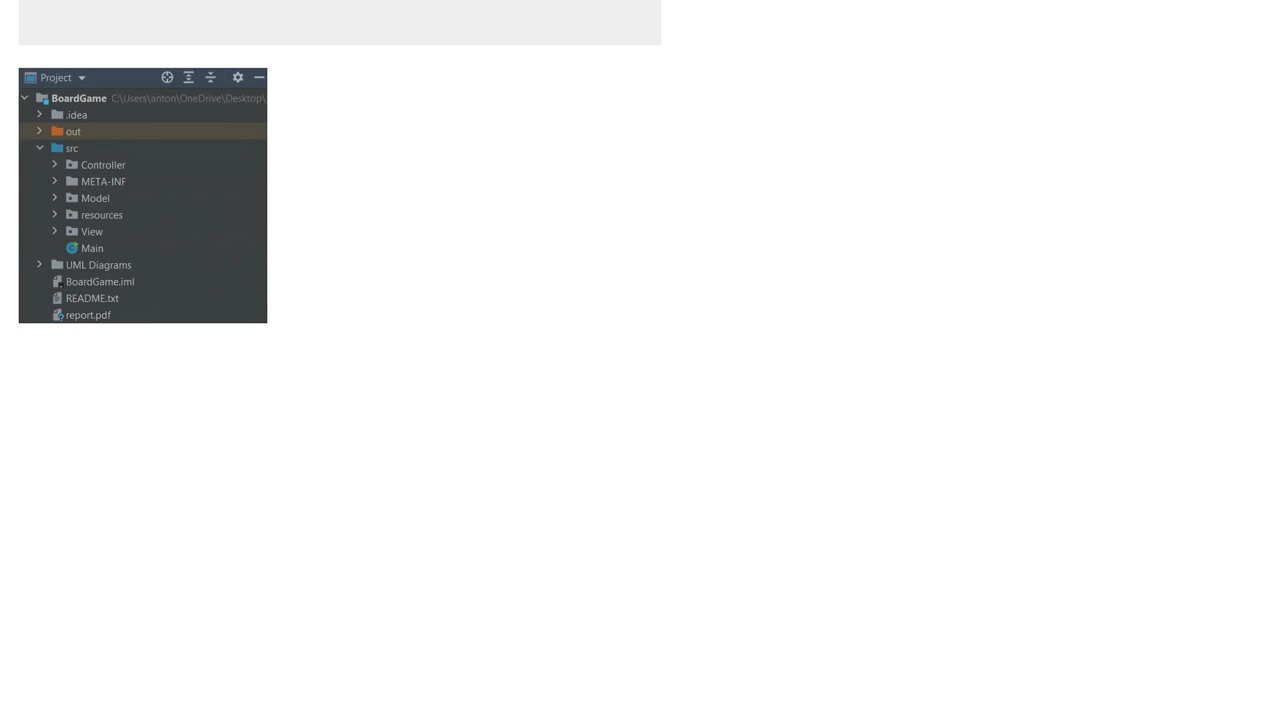 Project
BoardGame C:\Users\anton\OneDrive\Desktop\
.idea
out
src
Controller
META-INF
Model
resources
View
Main
UML Diagrams
BoardGame.iml
README.txt
report.pdf